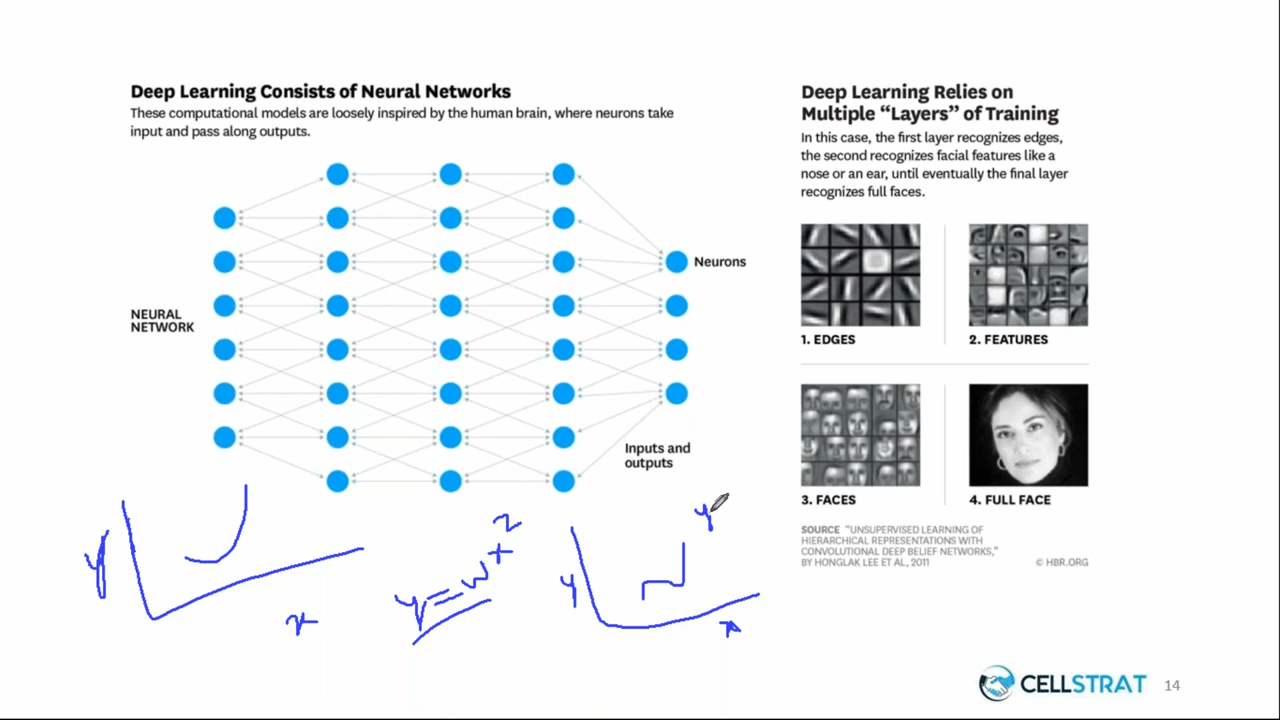 Deep Learning Consists of Neural Networks
These computational models are loosely inspired by the human brain, where neurons take
input and pass along outputs.
Neurons
NEURAL
NETWORK
Inputs and
outputs
Deep Learning Relies on
Multiple “Layers” of Training
In this case, the first layer recognizes edges,
the second recognizes facial features like a
nose or an ear, until eventually the final layer
recognizes full faces.
1. EDGES
2. FEATURES
3. FACES
4. FULL FACE
SOURCE "UNSUPERVISED LEARNING OF
HIERARCHICAL REPRESENTATIONS WITH
CONVOLUTIONAL DEEP BELIEF NETWORKS,"
BY HONGLAK LEE ET AL, 2011
© HBR.ORG
y
x
y = wx²
y
x
y
CELLSTRAT
14